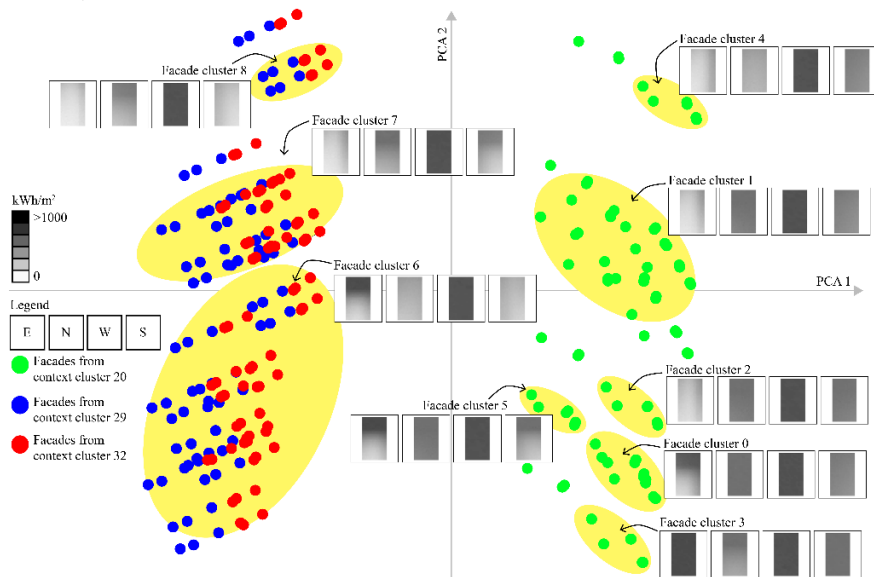 PCA 2
Facade cluster 4
Facade cluster 8
Facade cluster 7
Facade cluster 1
kWh/m²
>1000
0
Facade cluster 6
PCA 1
Legend
E N W S
Facades from
context cluster 20
Facades from
context cluster 29
Facades from
context cluster 32
Facade cluster 2
Facade cluster 5
Facade cluster 0
Facade cluster 3